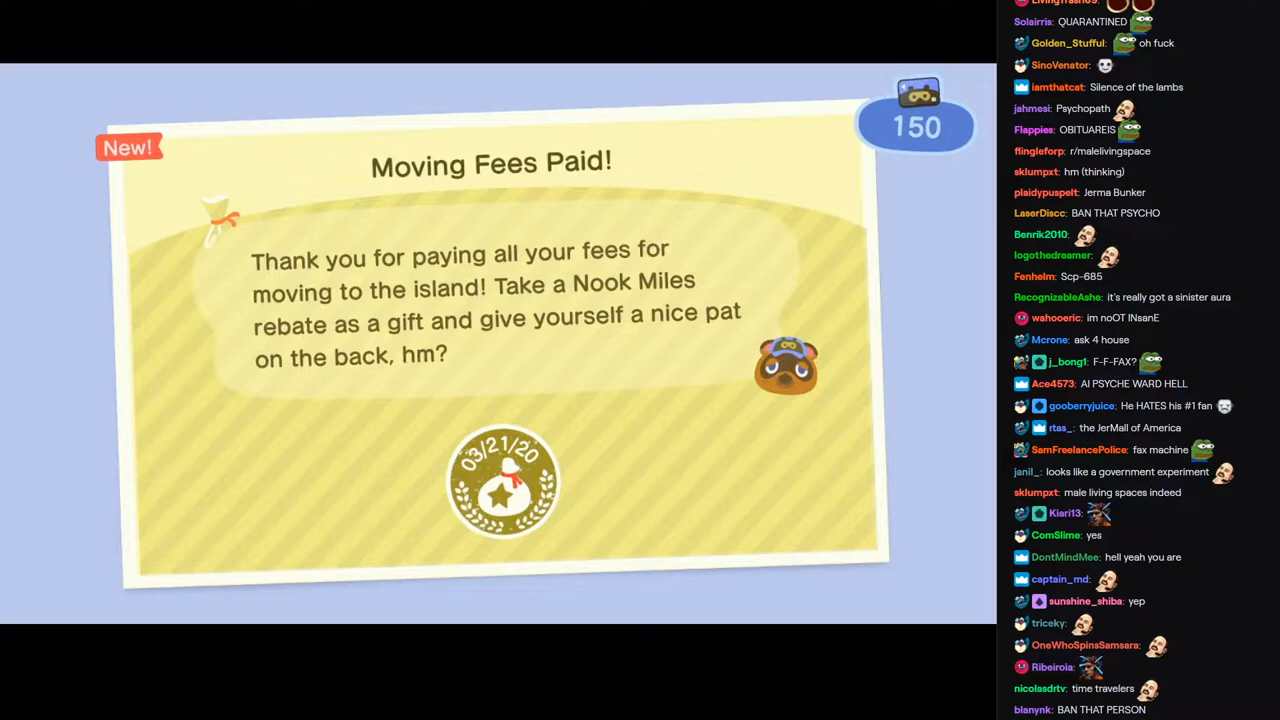 New!
150
Moving Fees Paid!
Thank you for paying all your fees for
moving to the island! Take a Nook Miles
rebate as a gift and give yourself a nice pat
on the back, hm?
03/21/20
Solairris: QUARANTINED
Golden_Stufful: oh fuck
SinoVenator:
iamthatcat: Silence of the lambs
jahmesi: Psychopath
Flappies: OBITUAREIS
flingleforp: r/malelivingspace
sklumpxt: hm (thinking)
plaidypuspelt: Jerma Bunker
LaserDiscc: BAN THAT PSYCHO
Benrik2010:
logothedreamer:
Fenhelm: Scp-685
RecognizableAshe: it's really got a sinister aura
wahooeric: im noOT INsanE
Mcrone: ask 4 house
j_bong1: F-F-FAX?
Ace4573: AI PSYCHE WARD HELL
gooberryjuice: He HATES his #1 fan
rtas_: the JerMall of America
SamFreelancePolice: fax machine
janil_: looks like a government experiment
sklumpxt: male living spaces indeed
Kiari13:
ComSlime: yes
DontMindMee: hell yeah you are
captain_md:
sunshine_shiba: yep
triceky:
OneWhoSpinsSamsara:
Ribeiroia:
nicolasdrtv: time travelers
blanynk: BAN THAT PERSON